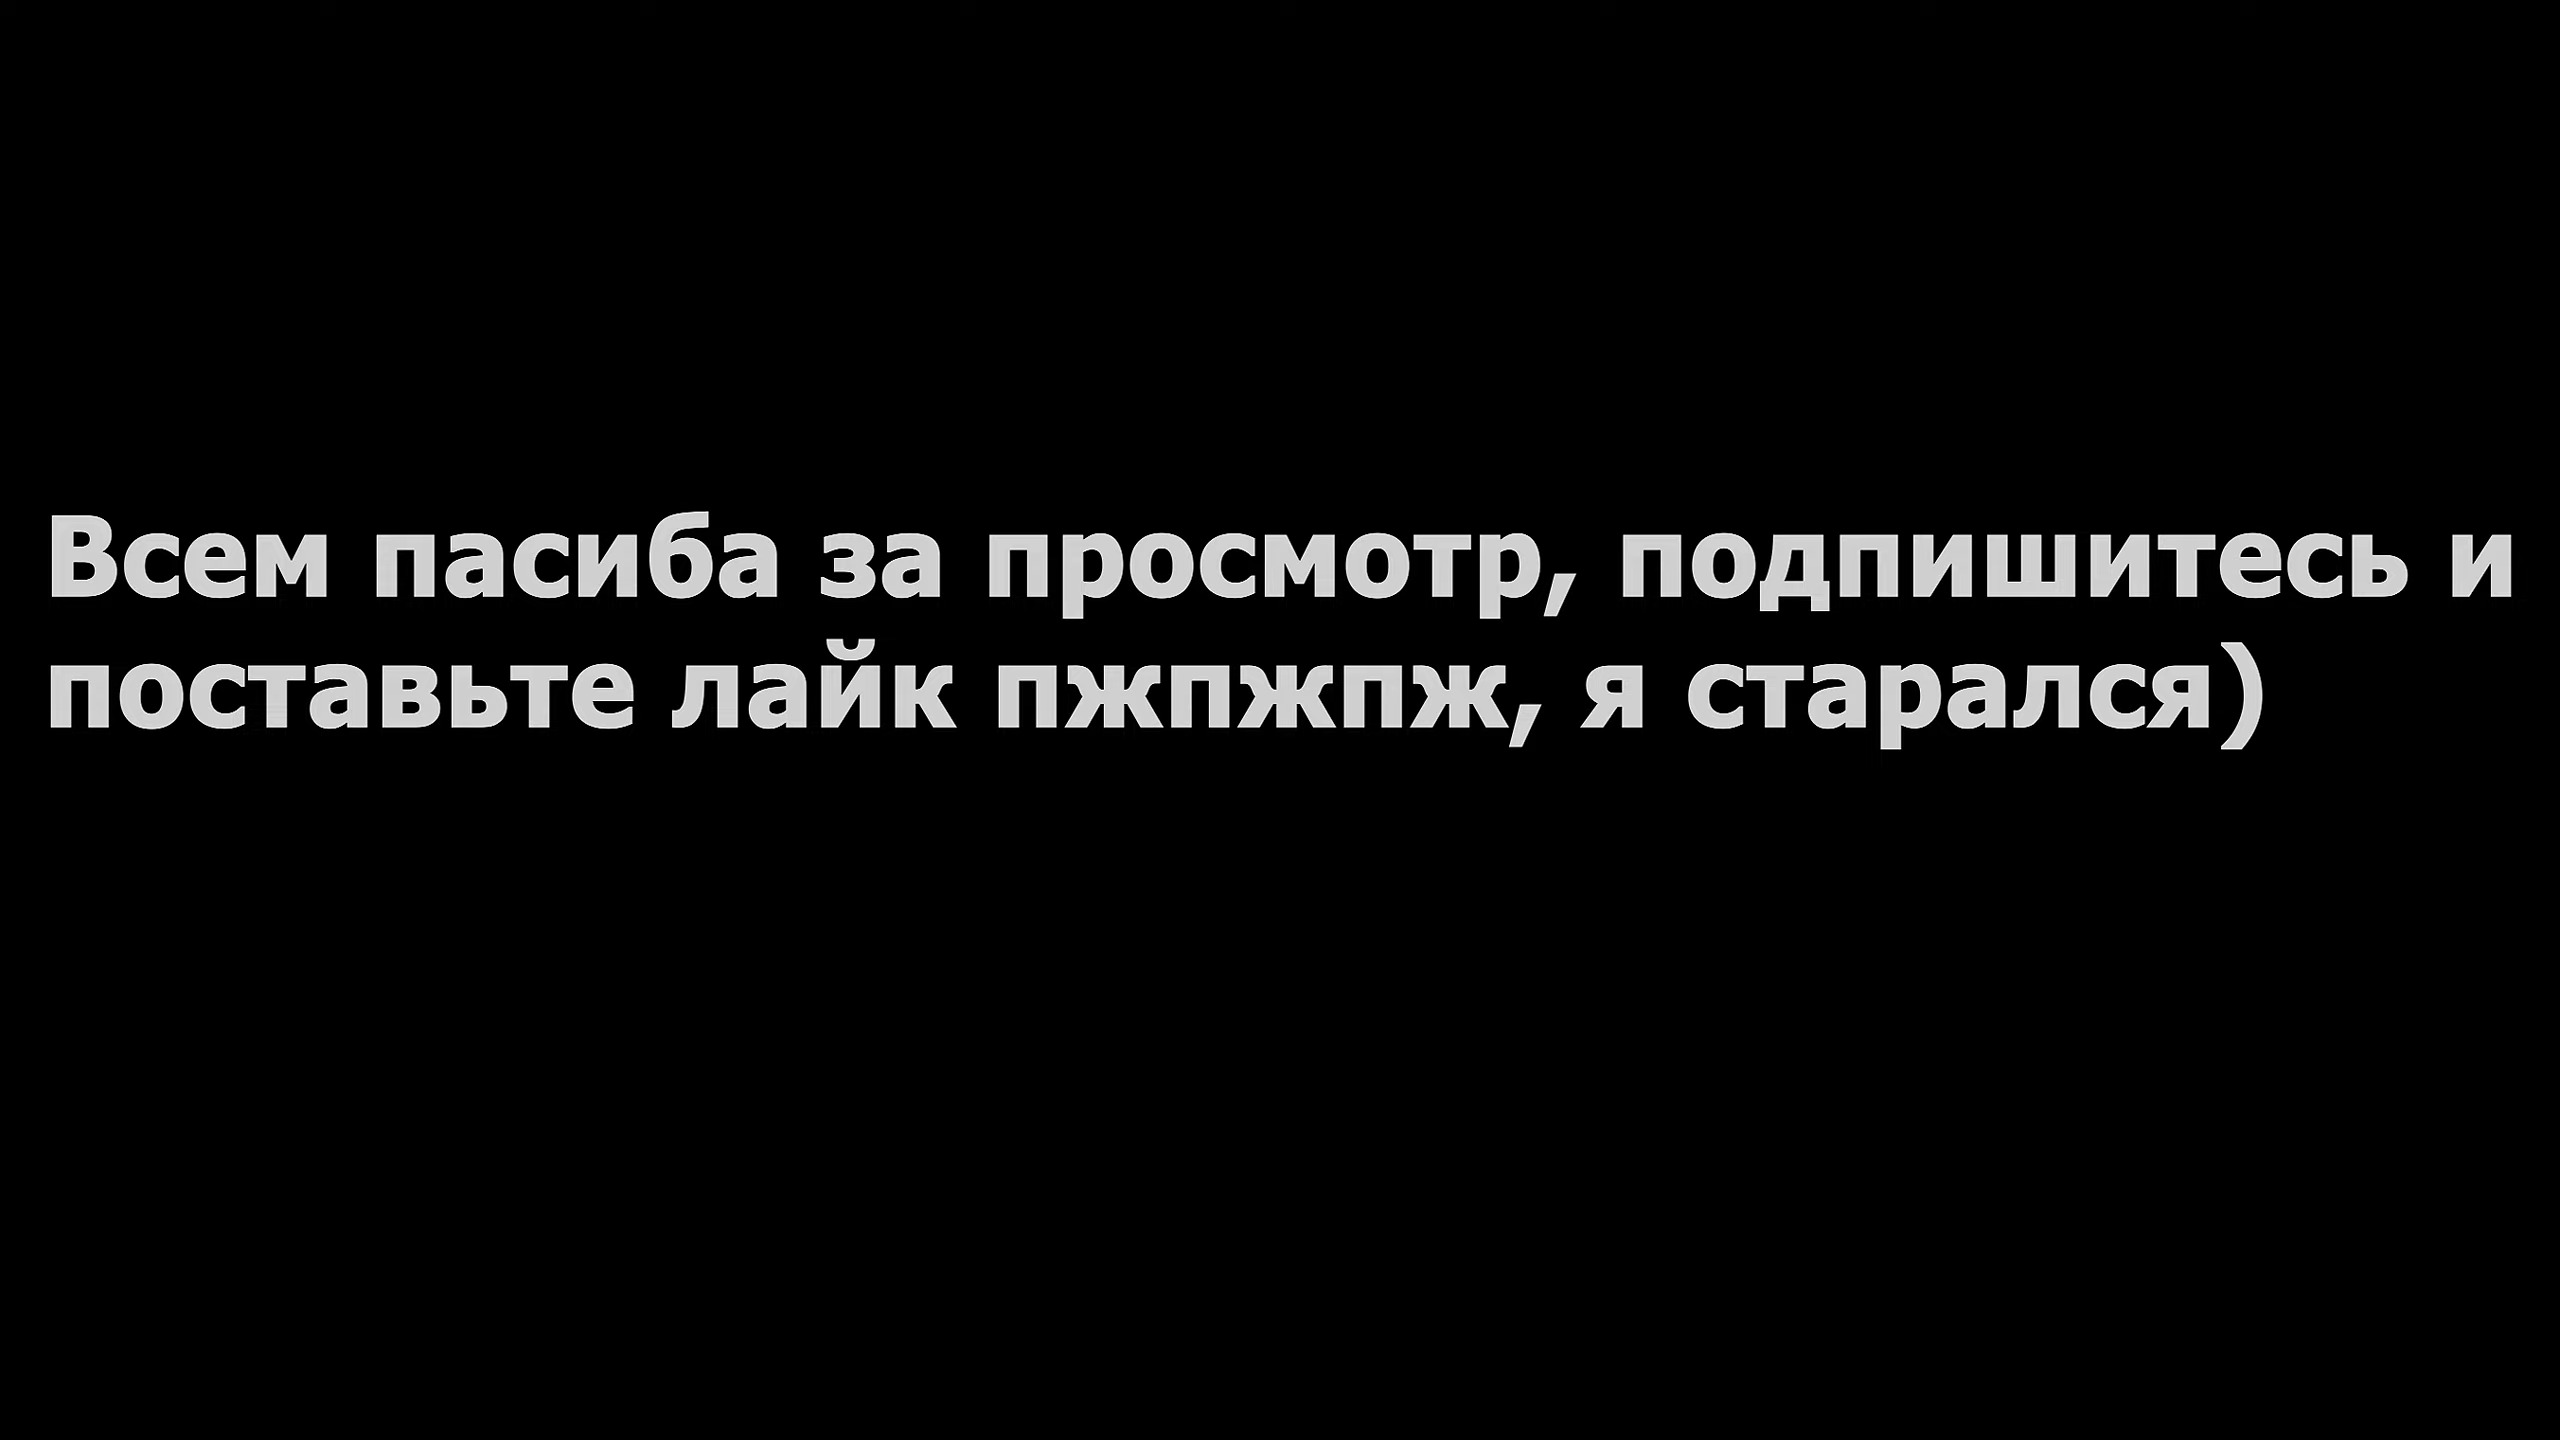 Всем пасиба за просмотр, подпишитесь и
поставьте лайк пжпжпж, я старался)